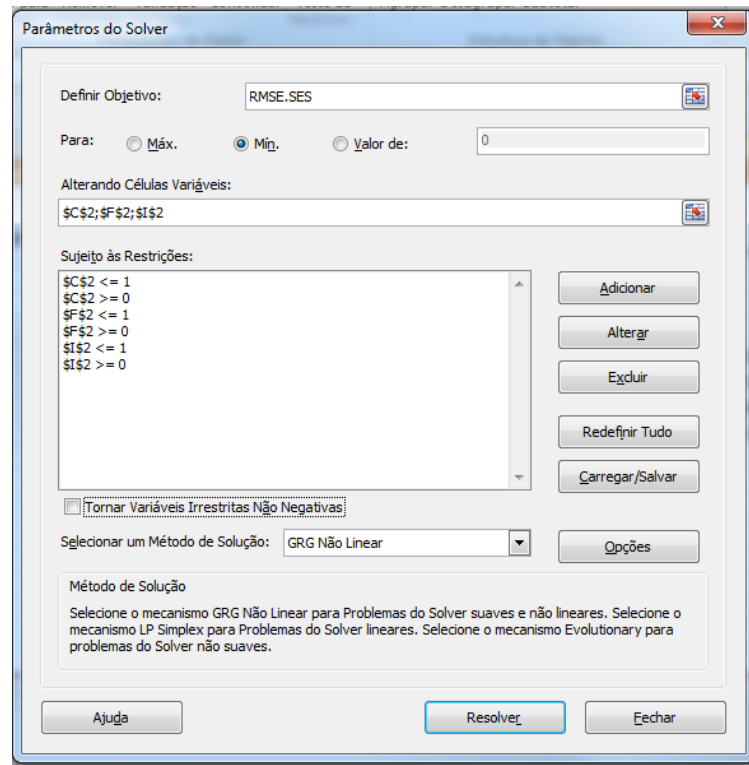 Parâmetros do Solver
Definir Objetivo:
RMSE.SES
Para:
Máx.
Mín.
Valor de:
0
Alterando Células Variáveis:
$C$2;$F$2;$I$2
Sujeito às Restrições:
$C$2 <= 1
$C$2 >= 0
$F$2 <= 1
$F$2 >= 0
$I$2 <= 1
$I$2 >= 0
Adicionar
Alterar
Excluir
Redefinir Tudo
Carregar/Salvar
Tornar Variáveis Irrestritas Não Negativas
Selecionar um Método de Solução:
GRG Não Linear
Opções
Método de Solução
Selecione o mecanismo GRG Não Linear para Problemas do Solver suaves e não lineares. Selecione o
mecanismo LP Simplex para Problemas do Solver lineares. Selecione o mecanismo Evolutionary para
problemas do Solver não suaves.
Ajuda
Resolver
Fechar